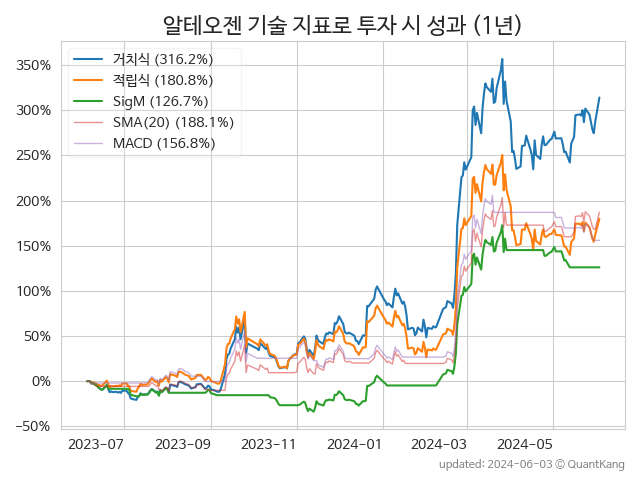 알테오젠 기술 지표로 투자 시 성과 (1년)
거치식 (316.2%)
적립식 (180.8%)
SigM (126.7%)
SMA(20) (188.1%)
MACD (156.8%)
350%
300%
250%
200%
150%
100%
50%
0%
−50%
2023-07 2023-09 2023-11 2024-01 2024-03 2024-05
updated: 2024-06-03 © QuantKang